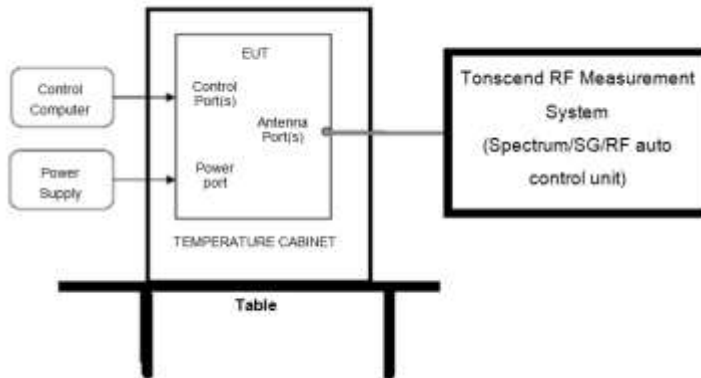 EUT
Control
Port(s)
Antenna
Port(s)
Power
port
TEMPERATURE CABINET
Control
Computer
Power
Supply
Tonscend RF Measurement
System
(Spectrum/SG/RF auto
control unit)
Table